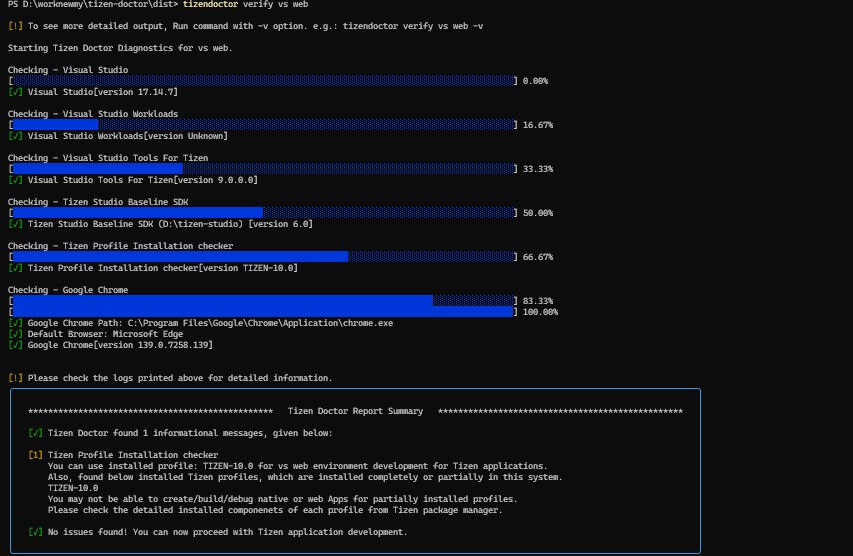 PS D:\worknewmy\tizen-doctor\dist> tizendoctor verify vs web
[!] To see more detailed output, Run command with -v option. e.g.: tizendoctor verify web -v
Starting Tizen Doctor Diagnostics for vs web.
Checking - Visual Studio
[ ] 0.00%
[√] Visual Studio[version 17.14.7]
Checking - Visual Studio Workloads
[ ] 16.67%
[√] Visual Studio Workloads[version Unknown]
Checking - Visual Studio Tools For Tizen
[ ] 33.33%
[√] Visual Studio Tools For Tizen[version 9.0.0.0]
Checking - Tizen Studio Baseline SDK
[ ] 50.00%
[√] Tizen Studio Baseline SDK (D:\tizen-studio) [version 6.0]
Checking - Tizen Profile Installation checker
[ ] 66.67%
[√] Tizen Profile Installation checker[version TIZEN-10.0]
Checking - Google Chrome
[ ] 83.33%
[ ] 100.00%
[√] Google Chrome Path: C:\Program Files\Google\Chrome\Application\chrome.exe
[√] Default Browser: Microsoft Edge
[√] Google Chrome[version 139.0.7258.139]
[!] Please check the logs printed above for detailed information.
************************************************* Tizen Doctor Report Summary *************************************************
[√] Tizen Doctor found 1 informational messages, given below:
[1] Tizen Profile Installation checker
You can use installed profile: TIZEN-10.0 for vs web environment development for Tizen applications.
Also, found below installed Tizen profiles, which are installed completely or partially in this system.
TIZEN-10.0
You may not be able to create/build/debug native or web Apps for partially installed profiles.
Please check the detailed installed componenets of each profile from Tizen package manager.
[√] No issues found! You can now proceed with Tizen application development.